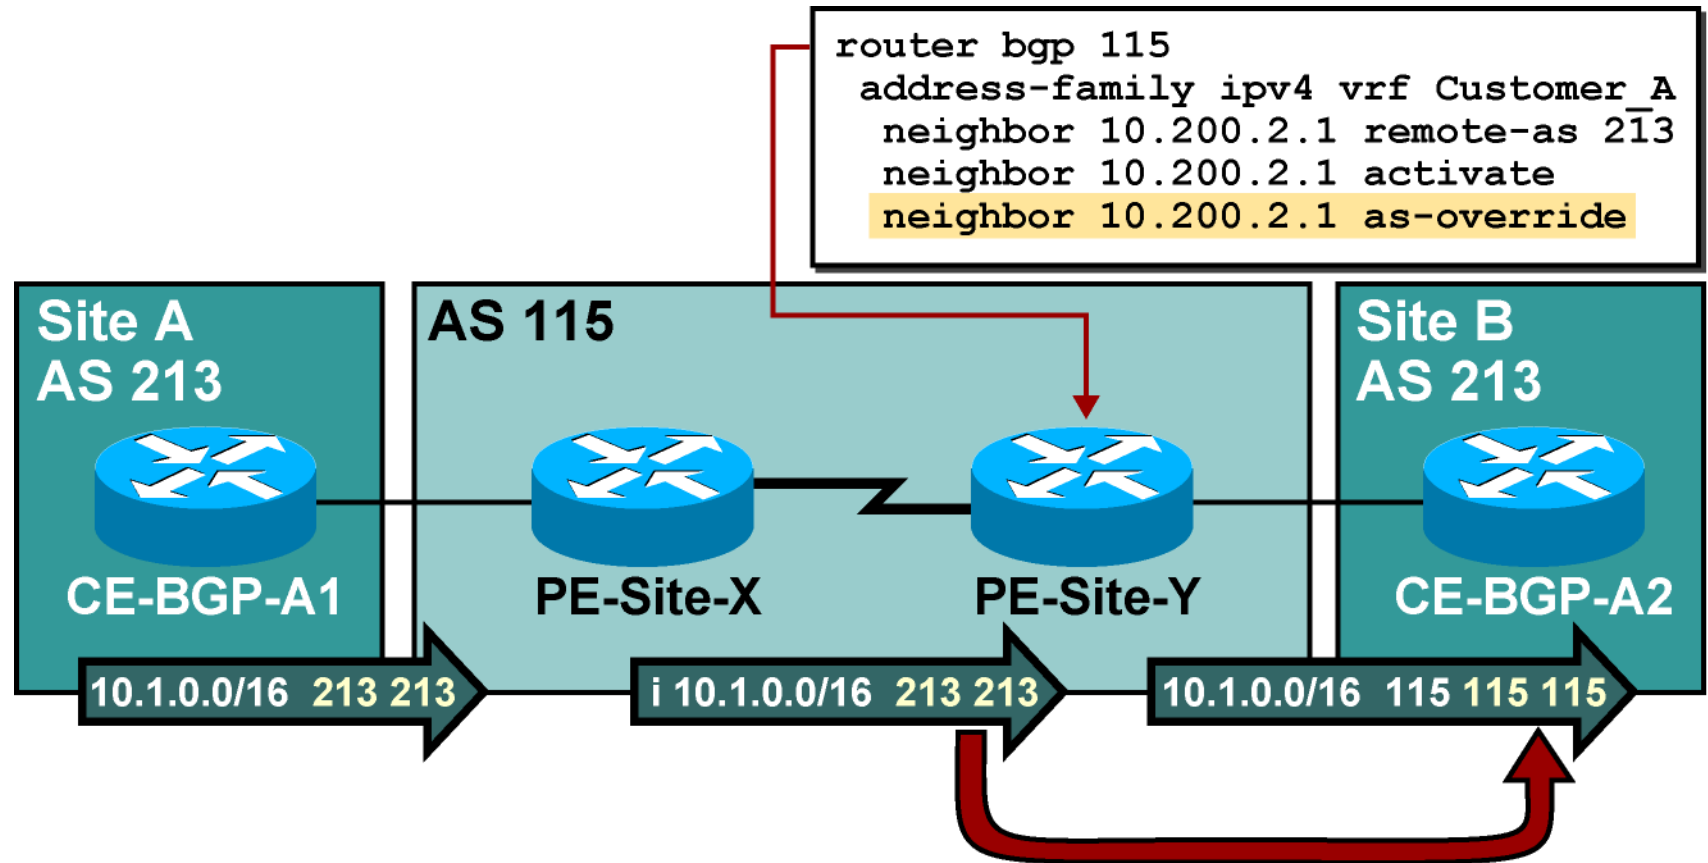 router bgp 115
address-family ipv4 vrf Customer_A
neighbor 10.200.2.1 remote-as 213
neighbor 10.200.2.1 activate
neighbor 10.200.2.1 as-override
Site A
AS 213
AS 115
Site B
AS 213
CE-BGP-A1
PE-Site-X
PE-Site-Y
CE-BGP-A2
10.1.0.0/16 213 213
i 10.1.0.0/16 213 213
10.1.0.0/16 115 115 115